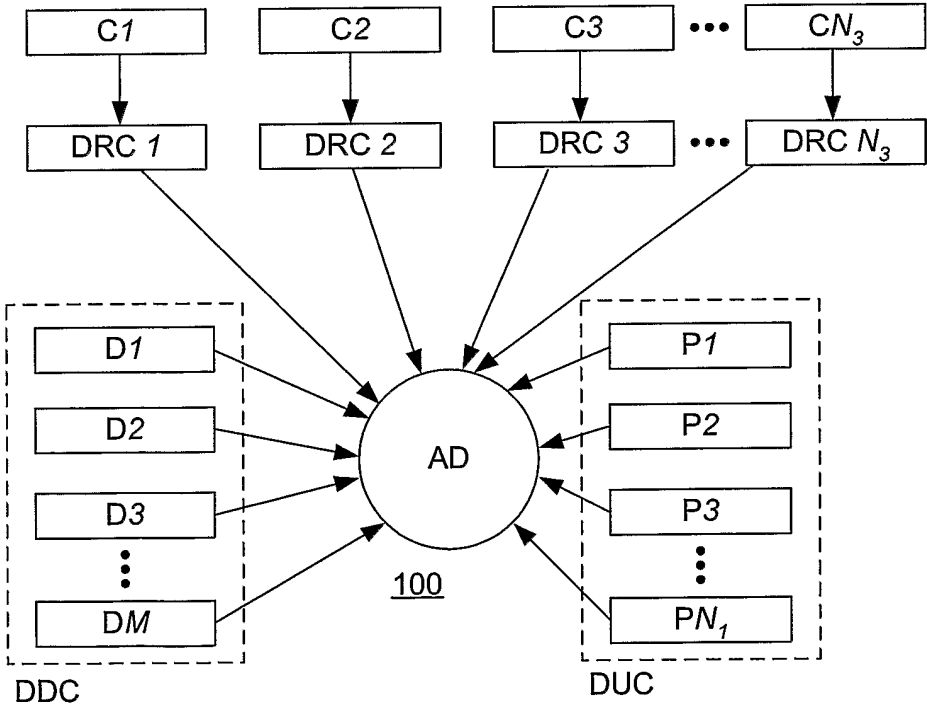 C1 C2 C3 ••• CN₃
DRC 1 DRC 2 DRC 3 ••• DRC N₃
D1 P1
D2 AD P2
D3 P3
100
DM PN₁
DDC DUC